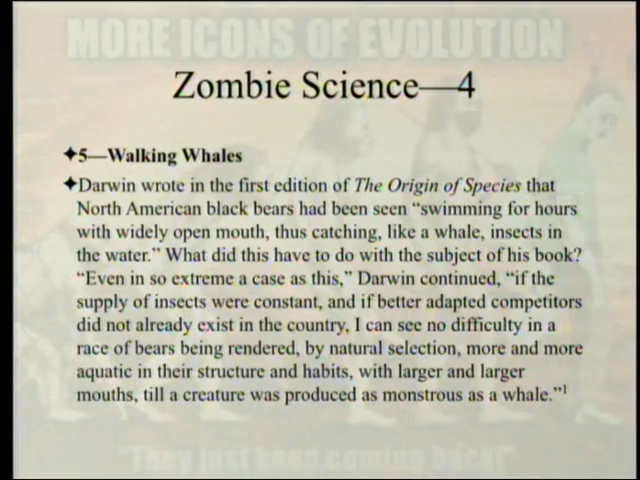 MORE ICONS OF EVOLUTION
Zombie Science—4
✦5—Walking Whales
✦Darwin wrote in the first edition of The Origin of Species that
North American black bears had been seen “swimming for hours
with widely open mouth, thus catching, like a whale, insects in
the water.” What did this have to do with the subject of his book?
“Even in so extreme a case as this,” Darwin continued, “if the
supply of insects were constant, and if better adapted competitors
did not already exist in the country, I can see no difficulty in a
race of bears being rendered, by natural selection, more and more
aquatic in their structure and habits, with larger and larger
mouths, till a creature was produced as monstrous as a whale.”1
"They just keep coming back!"